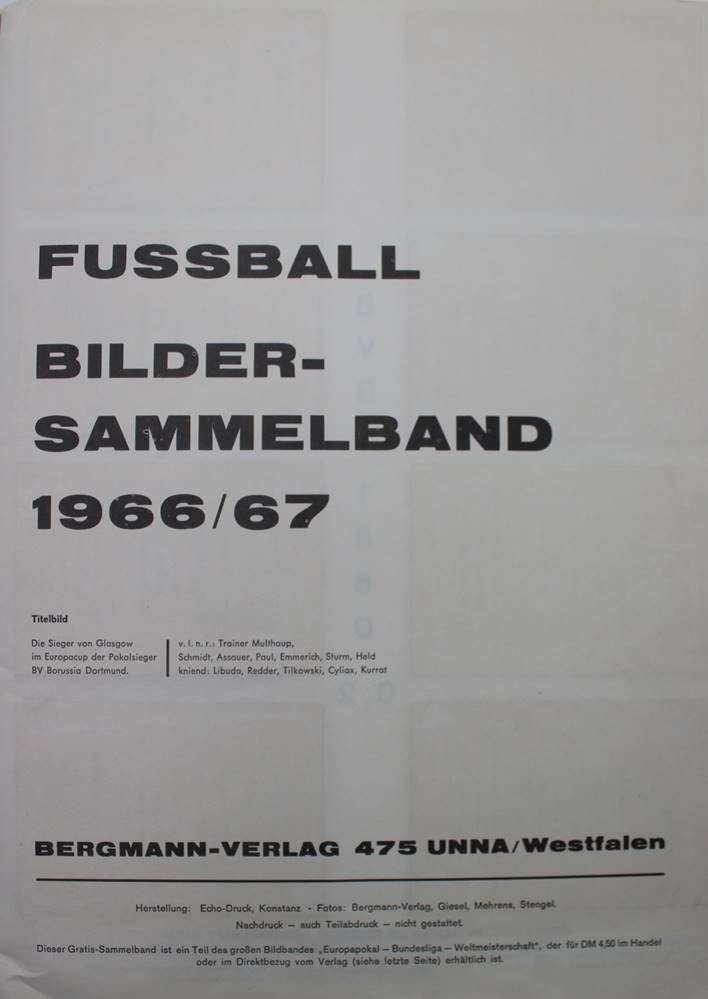 FUSSBALL
BILDER-
SAMMELBAND
1966/67
Titelbild
Die Sieger von Glasgow
im Europacup der Pokalsieger
BV Borussia Dortmund.
v. l. n. r.: Trainer Multhaup,
Schmidt, Assauer, Paul, Emmerich, Sturm, Held
kniend: Libuda, Redder, Tilkowski, Cyliax, Kurrat
BERGMANN-VERLAG 475 UNNA/Westfalen
Herstellung: Echo-Druck, Konstanz - Fotos: Bergmann-Verlag, Giesel, Mehrens, Stengel.
Nachdruck — auch Teilabdruck — nicht gestattet.
Dieser Gratis-Sammelband ist ein Teil des großen Bildbandes „Europapokal — Bundesliga — Weltmeisterschaft", der für DM 4,50 im Handel
oder im Direktbezug vom Verlag (siehe letzte Seite) erhältlich ist.